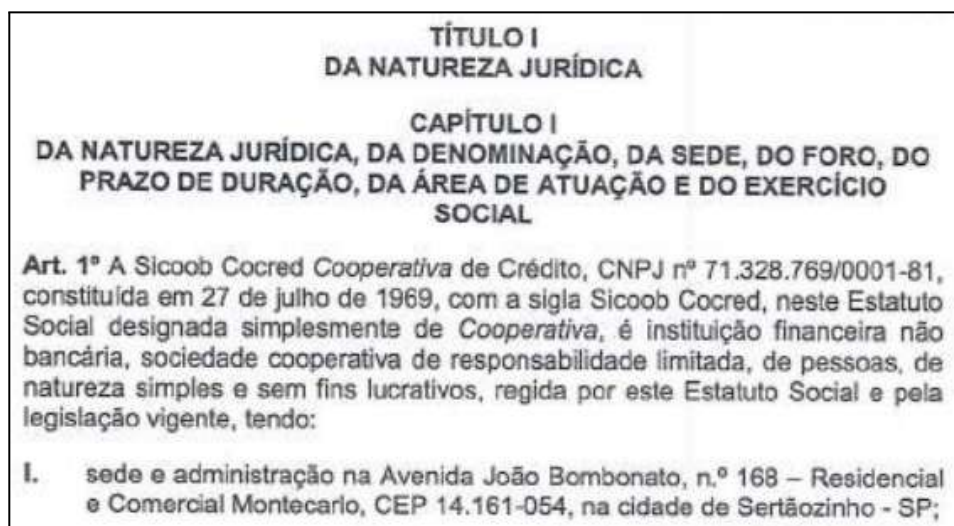 TÍTULO I
DA NATUREZA JURÍDICA
CAPÍTULO I
DA NATUREZA JURÍDICA, DA DENOMINAÇÃO, DA SEDE, DO FORO, DO
PRAZO DE DURAÇÃO, DA ÁREA DE ATUAÇÃO E DO EXERCÍCIO
SOCIAL
Art. 1º A Sicoob Cocred Cooperativa de Crédito, CNPJ nº 71.328.769/0001-81,
constituída em 27 de julho de 1969, com a sigla Sicoob Cocred, neste Estatuto
Social designada simplesmente de Cooperativa, é instituição financeira não
bancária, sociedade cooperativa de responsabilidade limitada, de pessoas, de
natureza simples e sem fins lucrativos, regida por este Estatuto Social e pela
legislação vigente, tendo:
I. sede e administração na Avenida João Bombonato, n.º 168 – Residencial
e Comercial Montecarlo, CEP 14.161-054, na cidade de Sertãozinho - SP;